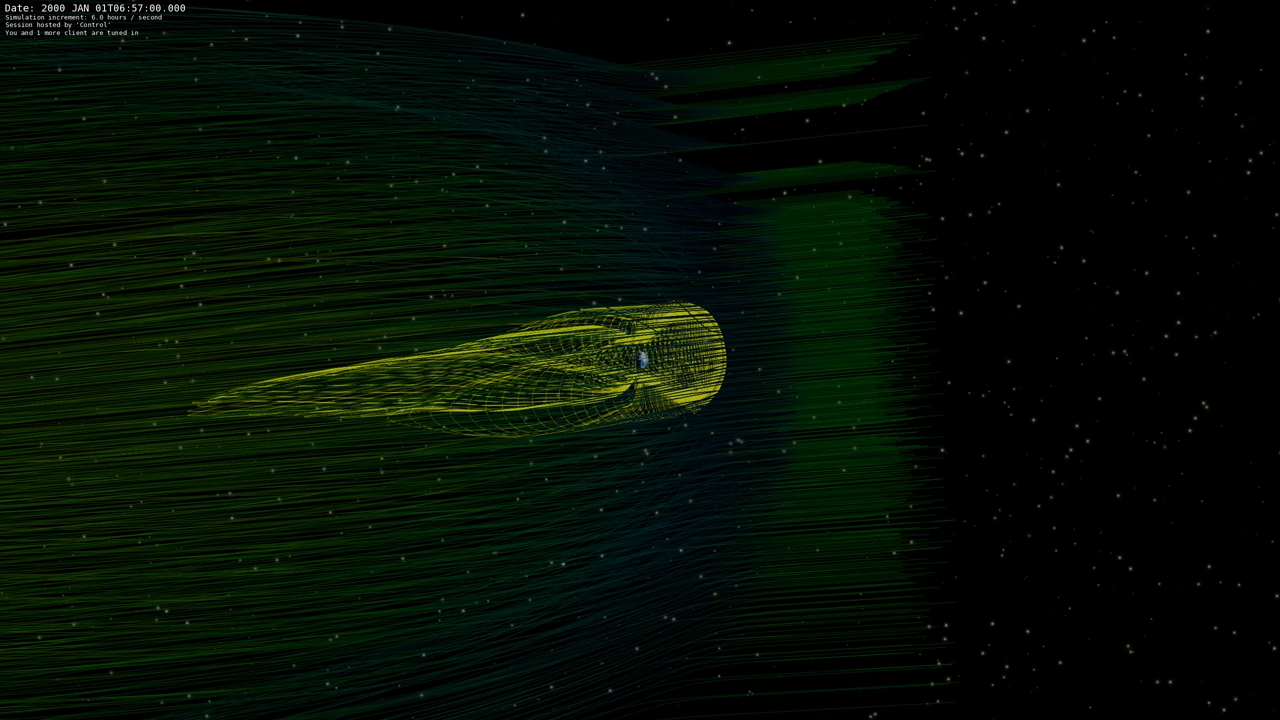 Date: 2000 JAN 01T06:57:00.000
Simulation increment: 6.0 hours / second
Session hosted by 'Control'
You and 1 more client are tuned in